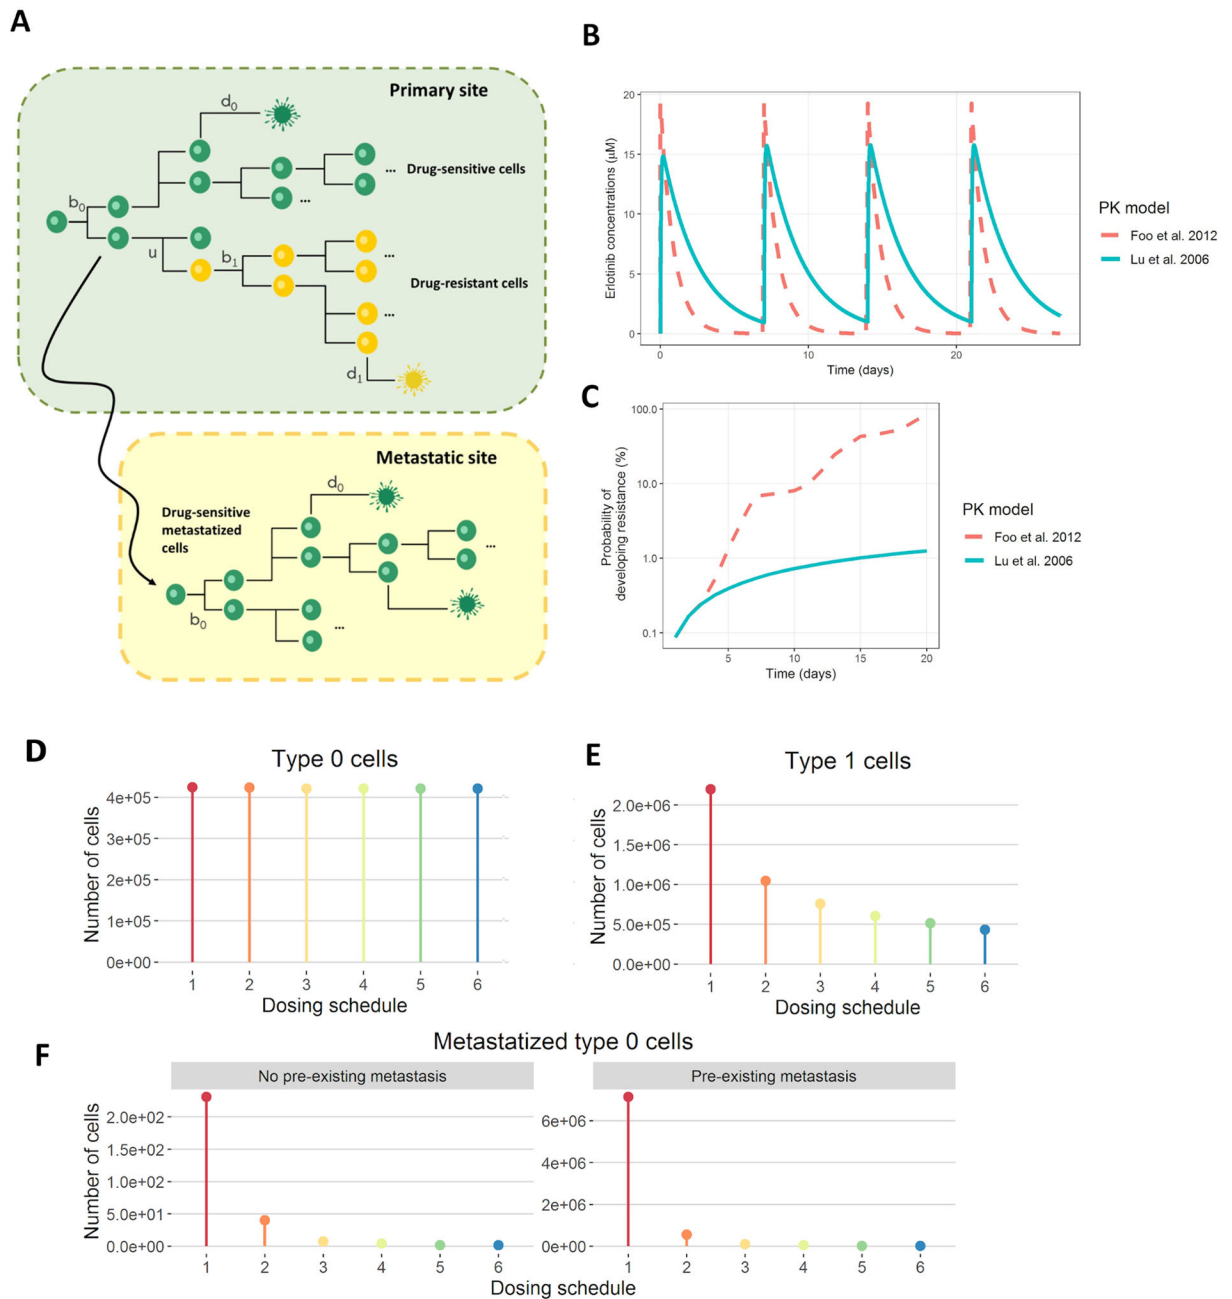 A
Primary site
d0
b0
... Drug-sensitive cells
...
u
b1
...
Drug-resistant cells
...
d1
Metastatic site
d0
Drug-sensitive
metastatized
cells
...
b0
...
B
20
15
10
5
0
Erlotinib concentrations (µM)
0
10
20
Time (days)
PK model
Foo et al. 2012
Lu et al. 2006
C
100.0
10.0
1.0
0.1
Probability of
developing resistance (%)
5
10
15
20
Time (days)
PK model
Foo et al. 2012
Lu et al. 2006
D
Type 0 cells
4e+05
3e+05
2e+05
1e+05
0e+00
Number of cells
1 2 3 4 5 6
Dosing schedule
E
Type 1 cells
2.0e+06
1.5e+06
1.0e+06
5.0e+05
0.0e+00
Number of cells
1 2 3 4 5 6
Dosing schedule
F
Metastatized type 0 cells
No pre-existing metastasis
2.0e+02
1.5e+02
1.0e+02
5.0e+01
0.0e+00
Number of cells
1 2 3 4 5 6
Pre-existing metastasis
6e+06
4e+06
2e+06
0e+00
1 2 3 4 5 6
Dosing schedule